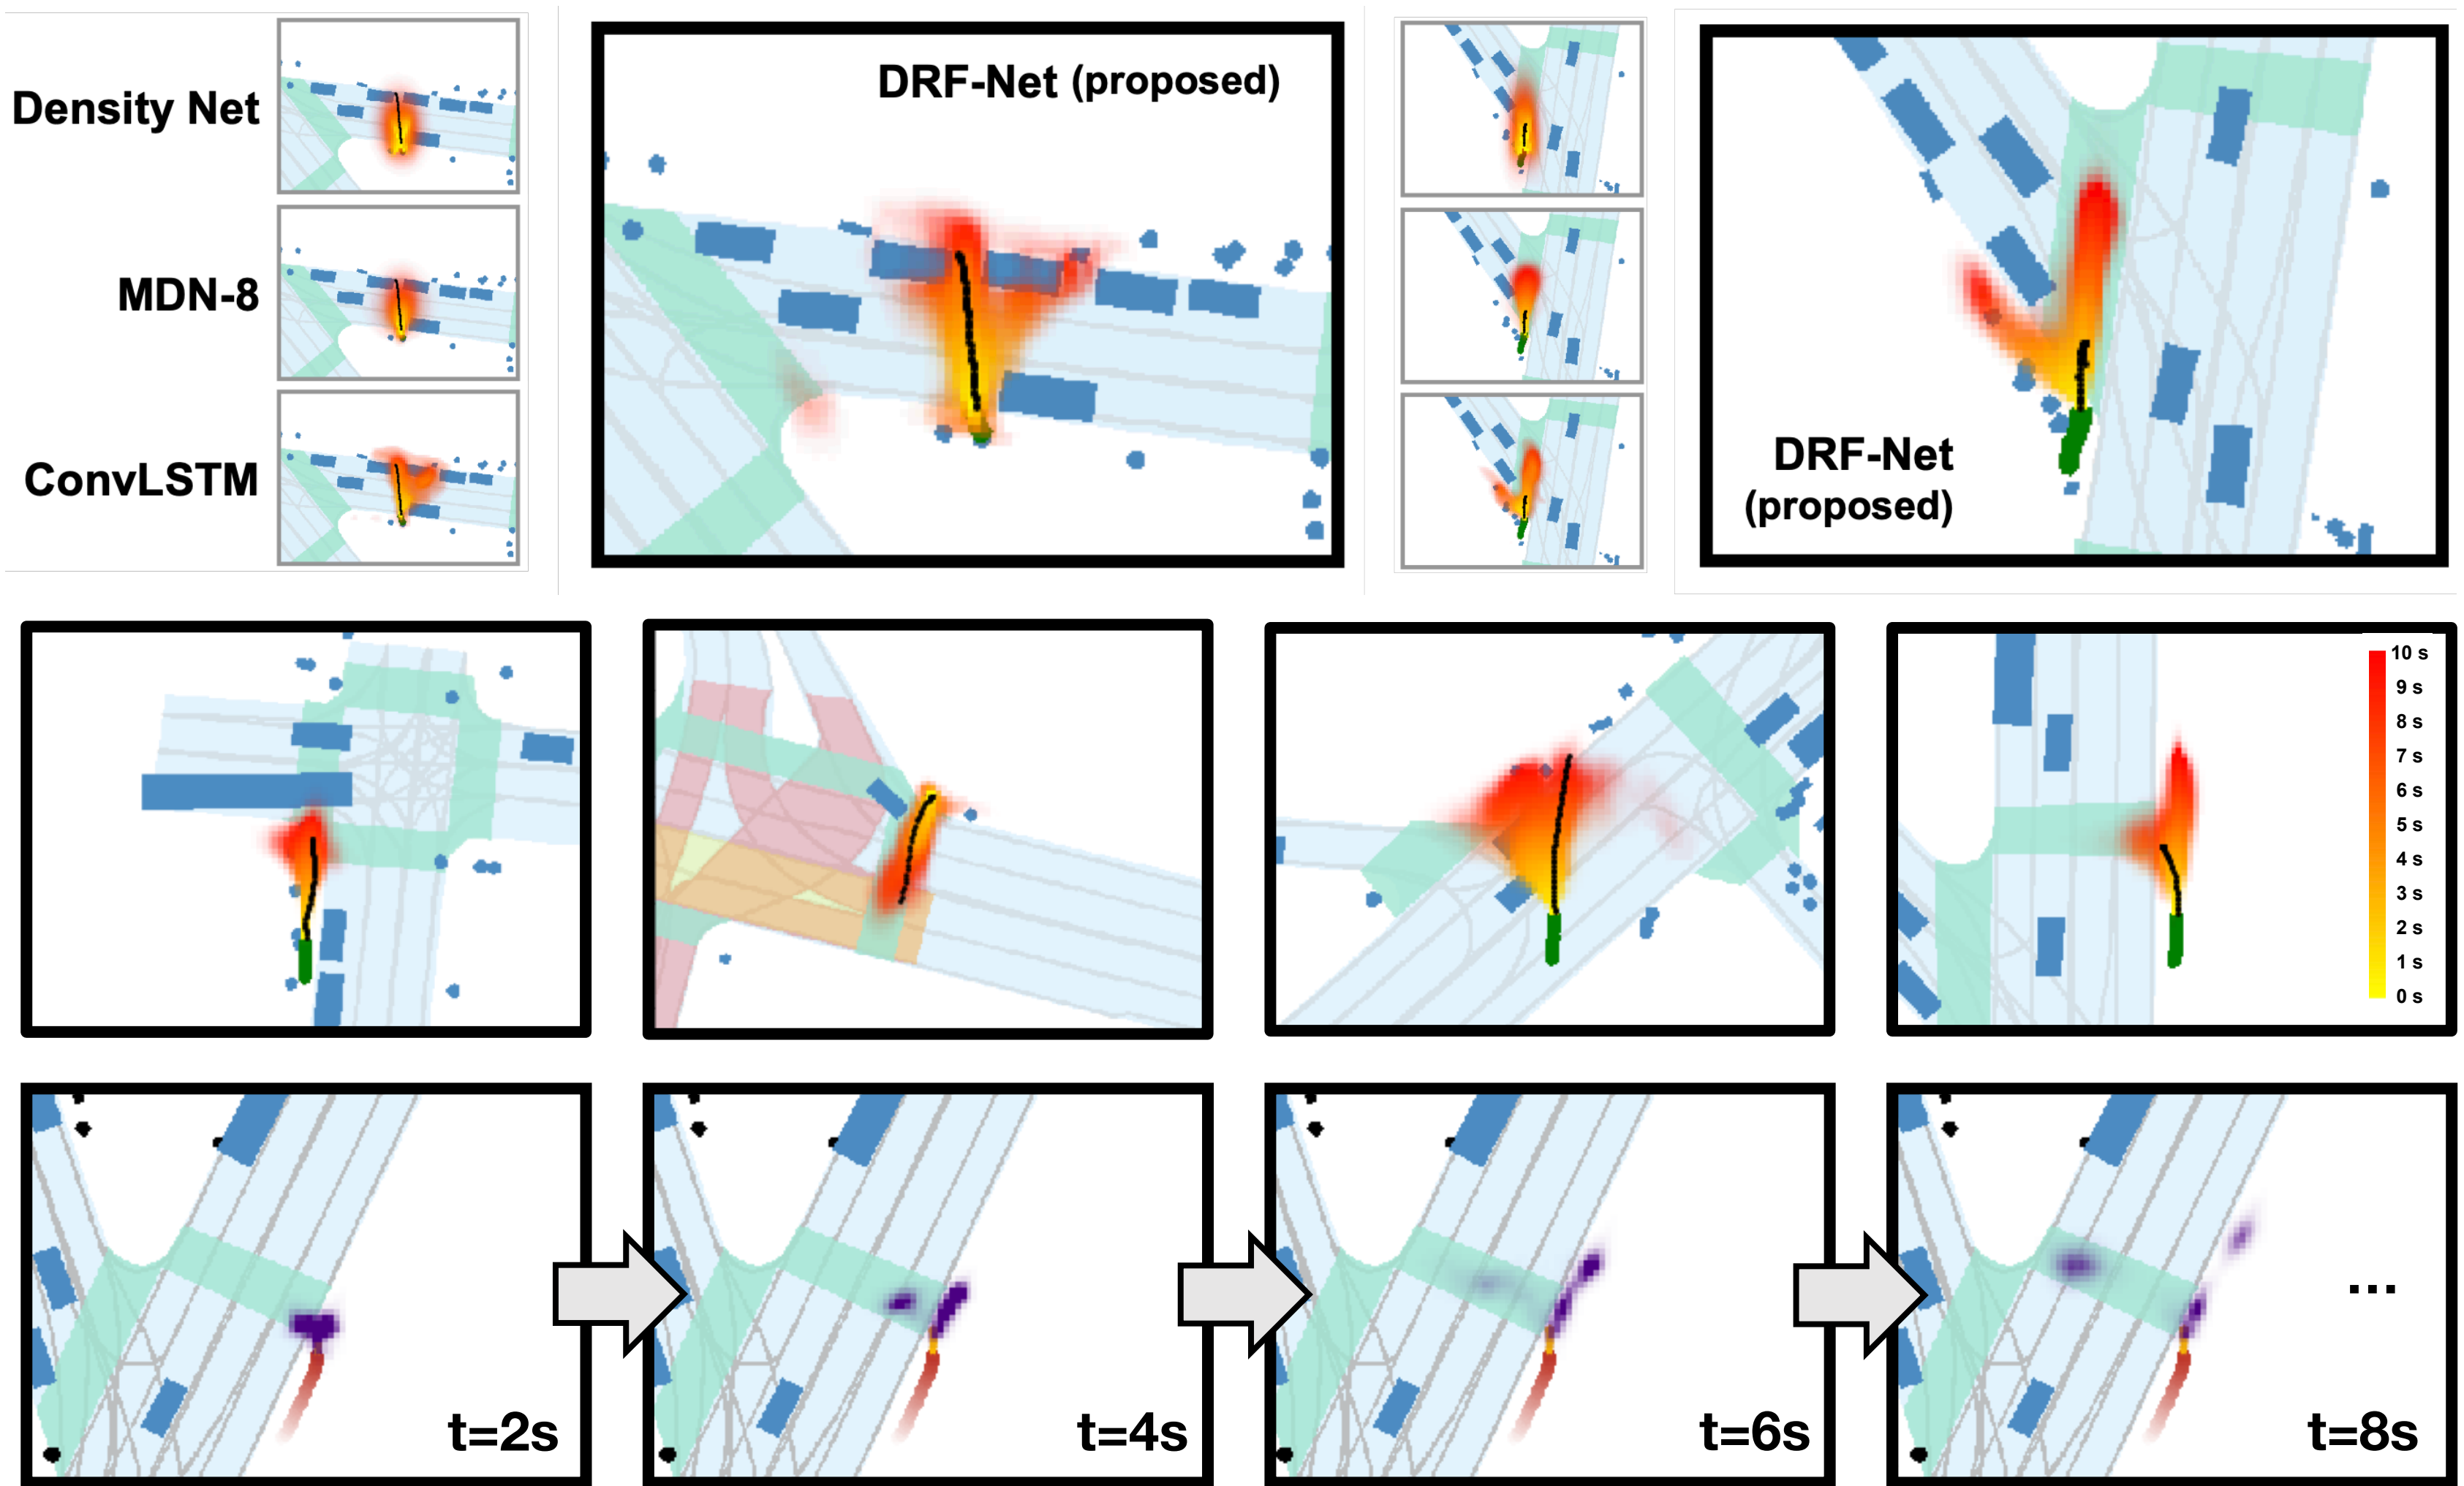 Density Net
MDN-8
ConvLSTM
DRF-Net (proposed)
DRF-Net
(proposed)
10 s
9 s
8 s
7 s
6 s
5 s
4 s
3 s
2 s
1 s
0 s
t=2s
t=4s
t=6s
t=8s
...